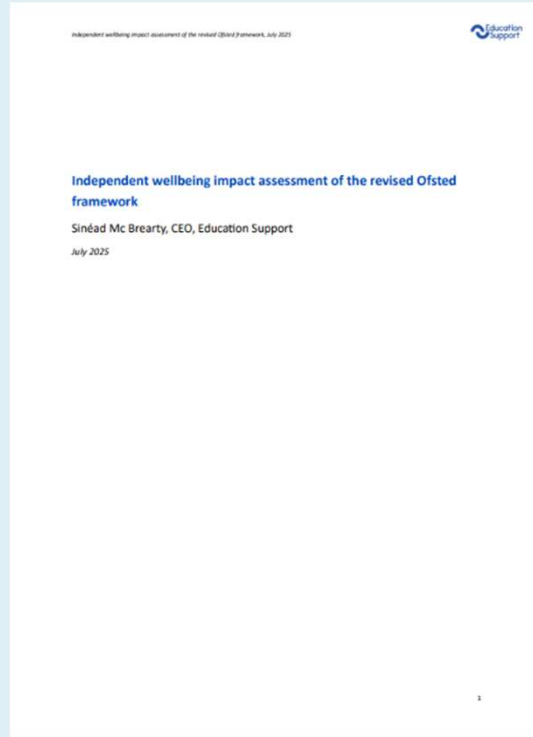 Independent wellbeing impact assessment of the revised Ofsted framework, July 2025
Education
Support
Independent wellbeing impact assessment of the revised Ofsted
framework
Sinéad Mc Brearty, CEO, Education Support
July 2025
1